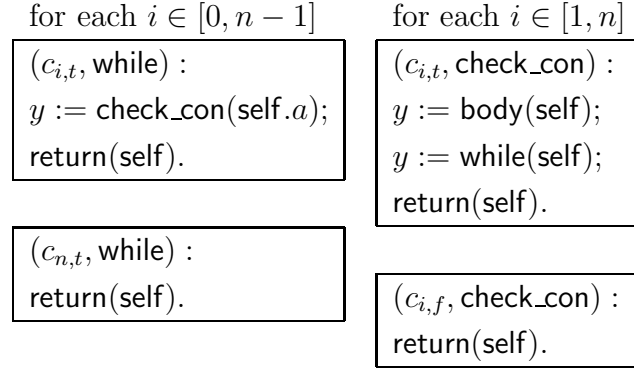 for each i ∈ [0, n − 1]
(c_{i,t}, while) :
y := check_con(self.a);
return(self).
(c_{n,t}, while) :
return(self).
for each i ∈ [1, n]
(c_{i,t}, check_con) :
y := body(self);
y := while(self);
return(self).
(c_{i,f}, check_con) :
return(self).